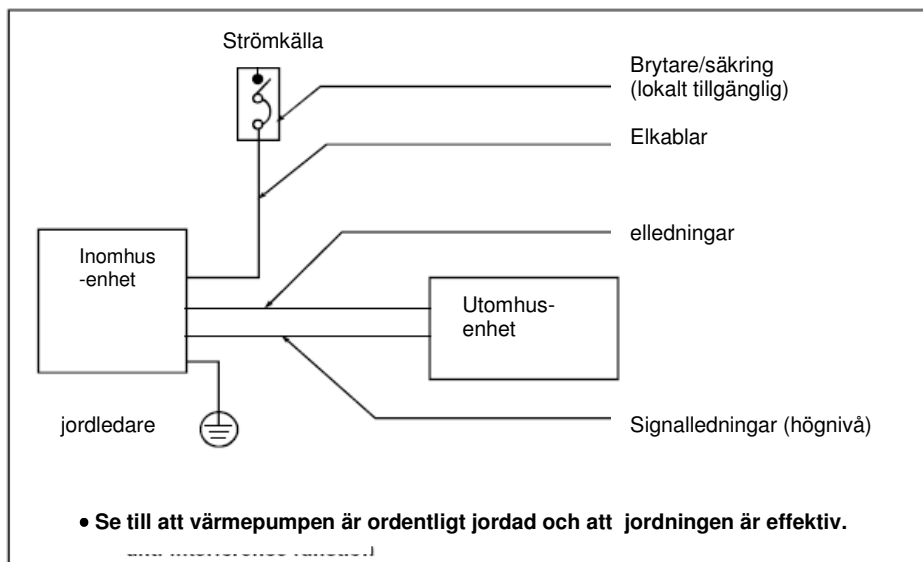 Strömkälla
Brytare/säkring
(lokalt tillgänglig)
Elkablar
elledningar
Inomhus
-enhet
Utomhus-
enhet
jordledare
Signalledningar (högnivå)
• Se till att värmepumpen är ordentligt jordad och att jordningen är effektiv.